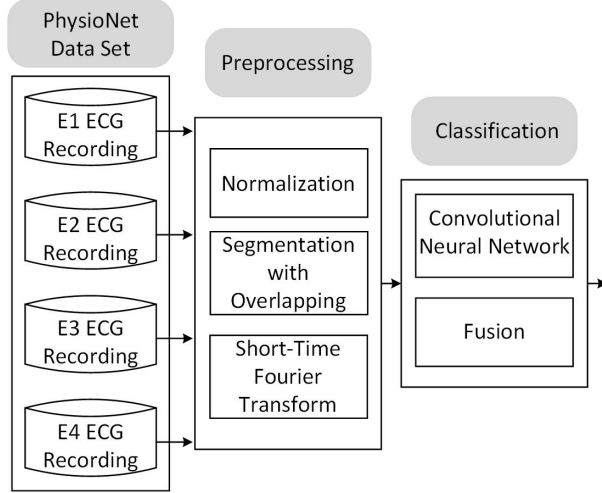 PhysioNet
Data Set
E1 ECG
Recording
E2 ECG
Recording
E3 ECG
Recording
E4 ECG
Recording
Preprocessing
Normalization
Segmentation
with
Overlapping
Short-Time
Fourier
Transform
Classification
Convolutional
Neural Network
Fusion